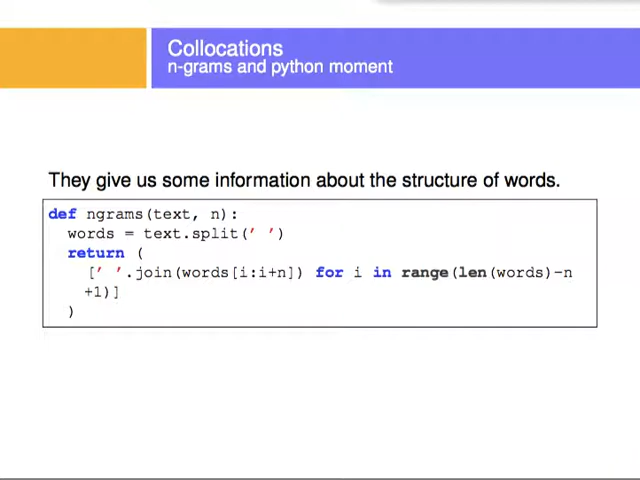 Collocations
n-grams and python moment
They give us some information about the structure of words.
def ngrams(text, n):
words = text.split(' ')
return (
[' '.join(words[i:i+n]) for i in range(len(words)-n
+1)]
)